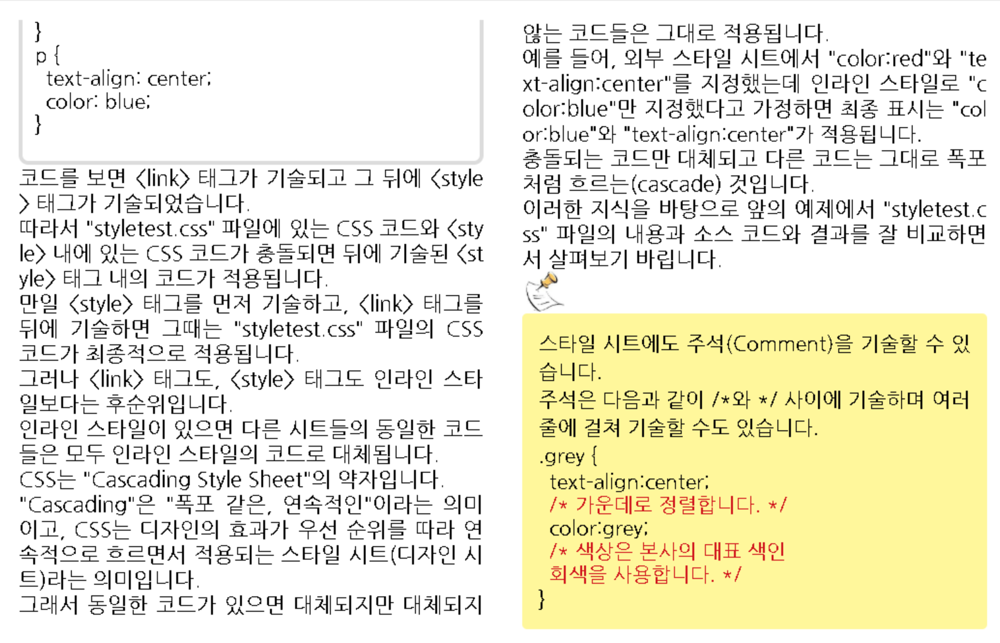 }
p {
text-align: center;
color: blue;
}
코드를 보면 〈link〉 태그가 기술되고 그 뒤에 〈style
〉 태그가 기술되었습니다.
따라서 "styletest.css" 파일에 있는 CSS 코드와 〈sty
le〉 내에 있는 CSS 코드가 충돌되면 뒤에 기술된 〈st
yle〉 태그 내의 코드가 적용됩니다.
만일 〈style〉 태그를 먼저 기술하고, 〈link〉 태그를
뒤에 기술하면 그때는 "styletest.css" 파일의 CSS
코드가 최종적으로 적용됩니다.
그러나 〈link〉 태그도, 〈style〉 태그도 인라인 스타
일보다는 후순위입니다.
인라인 스타일이 있으면 다른 시트들의 동일한 코드
들은 모두 인라인 스타일의 코드로 대체됩니다.
CSS는 "Cascading Style Sheet"의 약자입니다.
"Cascading"은 "폭포 같은, 연속적인"이라는 의미
이고, CSS는 디자인의 효과가 우선 순위를 따라 연
속적으로 흐르면서 적용되는 스타일 시트(디자인 시
트)라는 의미입니다.
그래서 동일한 코드가 있으면 대체되지만 대체되지
않는 코드들은 그대로 적용됩니다.
예를 들어, 외부 스타일 시트에서 "color:red"와 "te
xt-align:center"를 지정했는데 인라인 스타일로 "c
olor:blue"만 지정했다고 가정하면 최종 표시는 "col
or:blue"와 "text-align:center"가 적용됩니다.
충돌되는 코드만 대체되고 다른 코드는 그대로 폭포
처럼 흐르는(cascade) 것입니다.
이러한 지식을 바탕으로 앞의 예제에서 "styletest.c
ss" 파일의 내용과 소스 코드와 결과를 잘 비교하면
서 살펴보기 바랍니다.
스타일 시트에도 주석(Comment)을 기술할 수 있
습니다.
주석은 다음과 같이 /*와 */ 사이에 기술하며 여러
줄에 걸쳐 기술할 수도 있습니다.
.grey {
text-align:center;
/* 가운데로 정렬합니다. */
color:grey;
/* 색상은 본사의 대표 색인
회색을 사용합니다. */
}